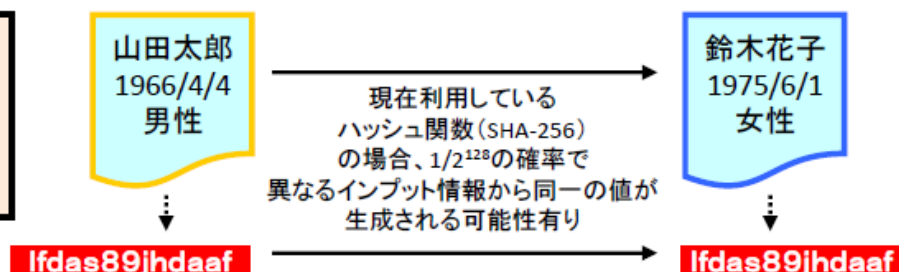 山田太郎
1966/4/4
男性
現在利用している
ハッシュ関数（SHA-256）
の場合、1/2¹²⁸の確率で
異なるインプット情報から同一の値が
生成される可能性有り
鈴木花子
1975/6/1
女性
lfdas89ihdaaf
lfdas89ihdaaf